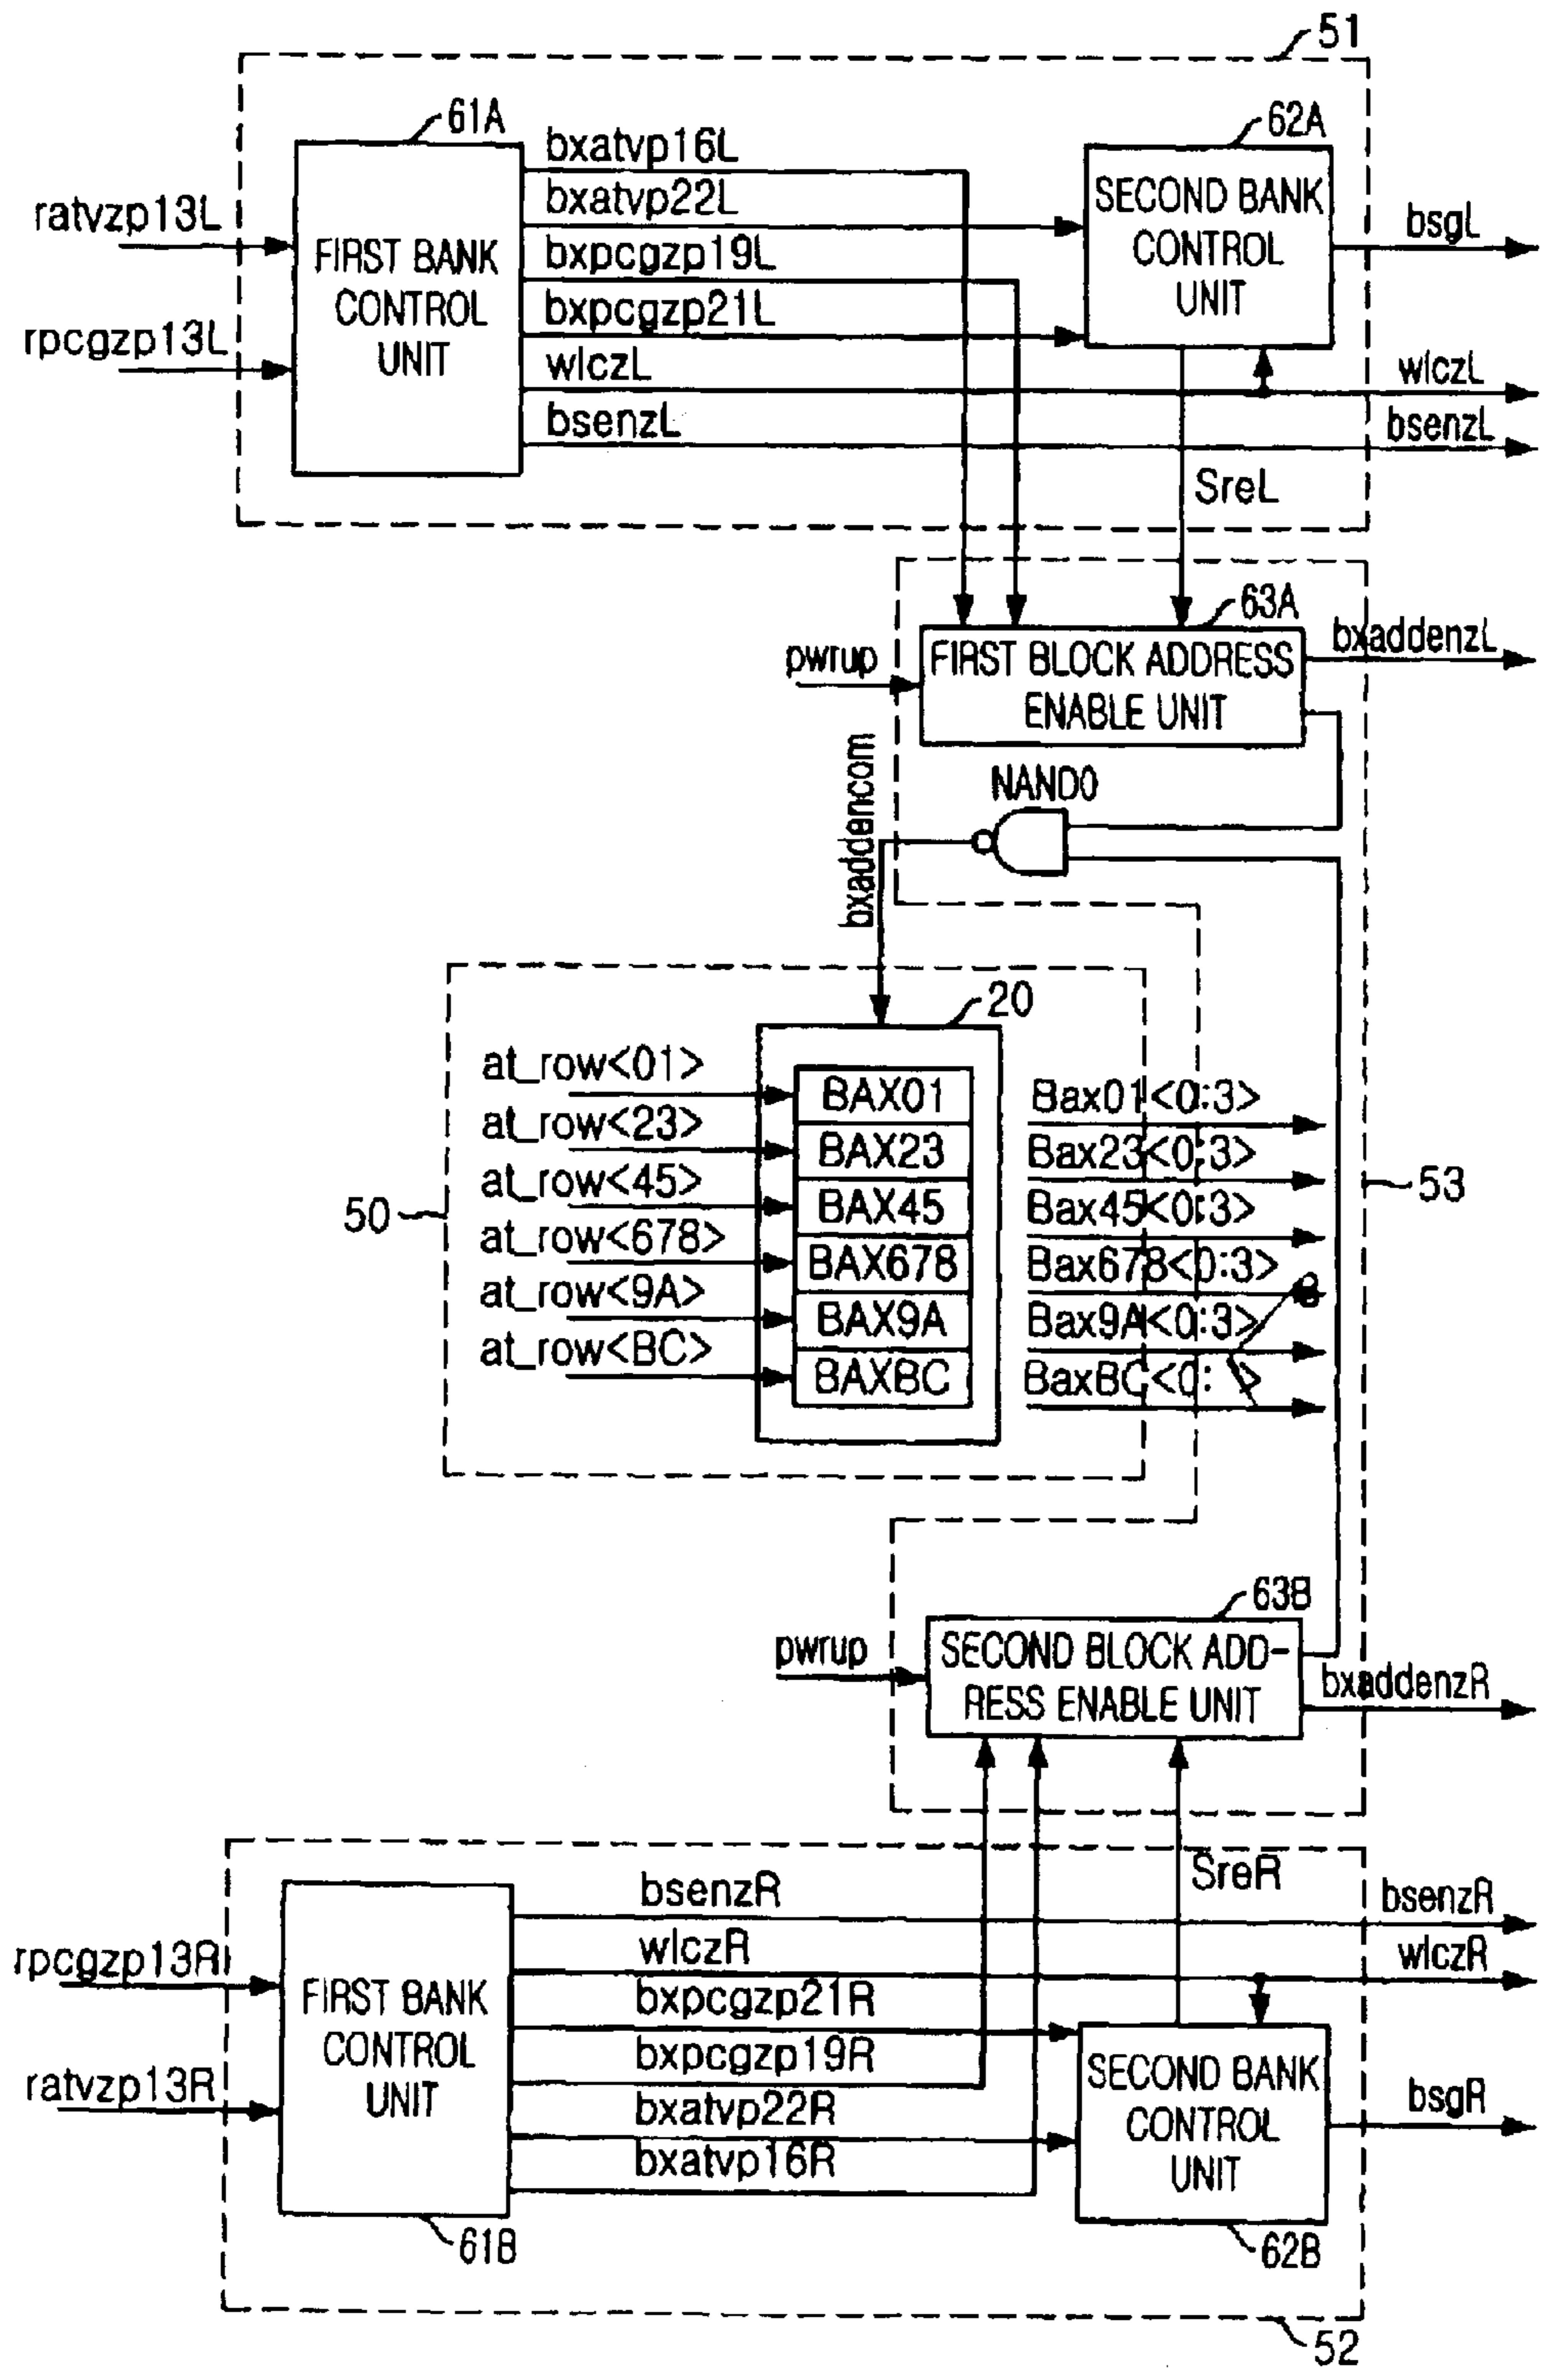 51
61A
62A
bxatvp16L
bxatvp22L
bxpcgzp19L
bxpcgzp21L
wlczL
bsenzL
ratvzp13L
rpcgzp13L
FIRST BANK
CONTROL
UNIT
SECOND BANK
CONTROL
UNIT
bsgL
wlczL
bsenzL
SreL
63A
pwrup
FIRST BLOCK ADDRESS
ENABLE UNIT
bxaddenzL
NAND0
bxaddencom
20
50
at_row<01>
at_row<23>
at_row<45>
at_row<678>
at_row<9A>
at_row<BC>
BAX01
BAX23
BAX45
BAX678
BAX9A
BAXBC
Bax01<0:3>
Bax23<0:3>
Bax45<0:3>
Bax678<0:3>
Bax9A<0:3>
BaxBC<0: >
53
63B
pwrup
SECOND BLOCK ADD-
RESS ENABLE UNIT
bxaddenzR
SreR
bsenzR
wlczR
bxpcgzp21R
bxpcgzp19R
bxatvp22R
bxatvp16R
rpcgzp13R
ratvzp13R
FIRST BANK
CONTROL
UNIT
SECOND BANK
CONTROL
UNIT
bsenzR
wlczR
bsgR
61B
62B
52